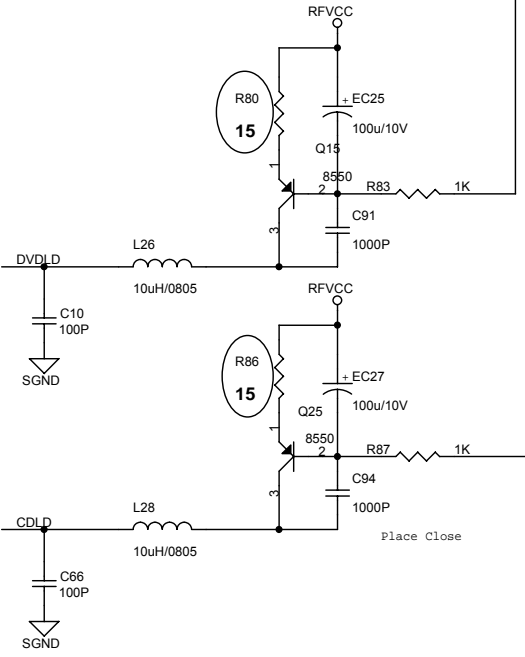 RFVCC
R80
15
+ EC25
100u/10V
Q15
1
8550
2
R83
1K
C91
1000P
3
L26
DVDLD
10uH/0805
C10
100P
SGND
RFVCC
R86
15
+ EC27
100u/10V
Q25
1
8550
2
R87
1K
C94
1000P
3
L28
CDLD
10uH/0805
Place Close
C66
100P
SGND